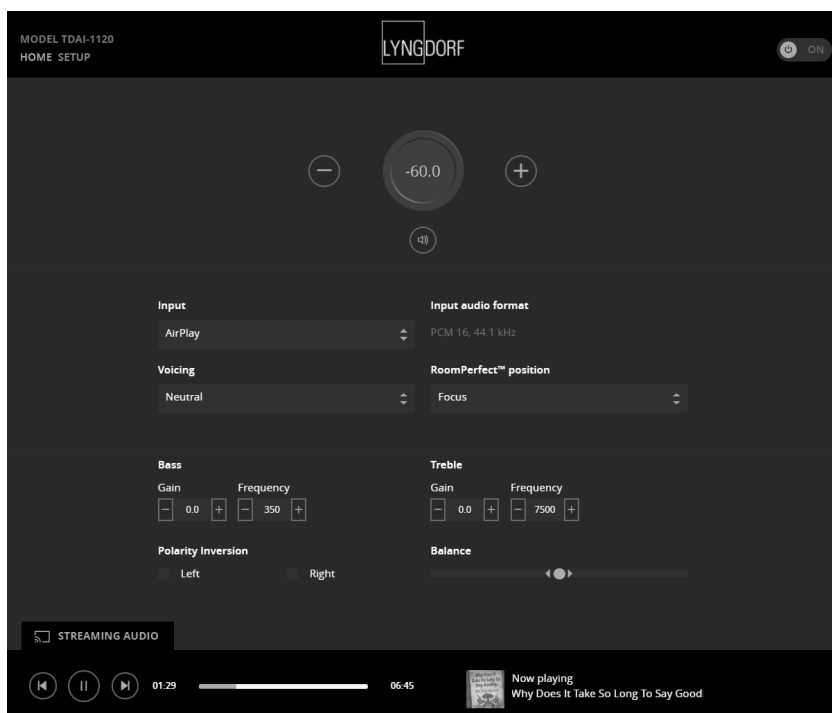 MODEL TDAI-1120
HOME SETUP
LYNGDORF
ON
-60.0
Input
Input audio format
AirPlay
PCM 16, 44.1 kHz
Voicing
RoomPerfect™ position
Neutral
Focus
Bass
Treble
Gain Frequency
Gain Frequency
− 0.0 + − 350 +
− 0.0 + − 7500 +
Polarity Inversion
Balance
Left Right
STREAMING AUDIO
01:29 06:45
Now playing
Why Does It Take So Long To Say Good